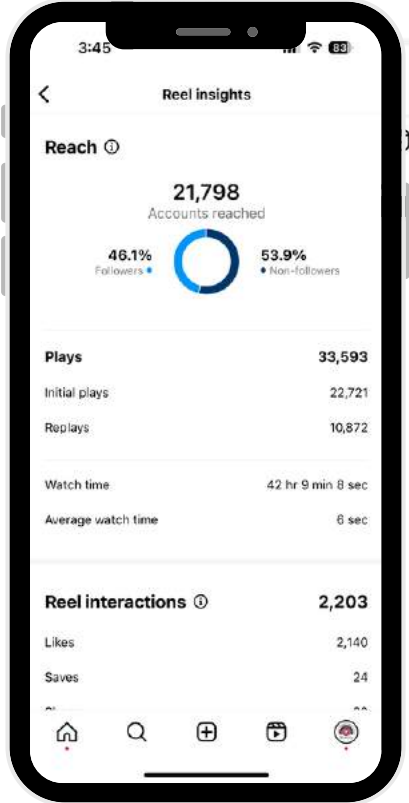 3:45
83
Reel insights
Reach
21,798
Accounts reached
46.1%
Followers
53.9%
Non-followers
Plays 33,593
Initial plays 22,721
Replays 10,872
Watch time 42 hr 9 min 8 sec
Average watch time 6 sec
Reel interactions 2,203
Likes 2,140
Saves 24